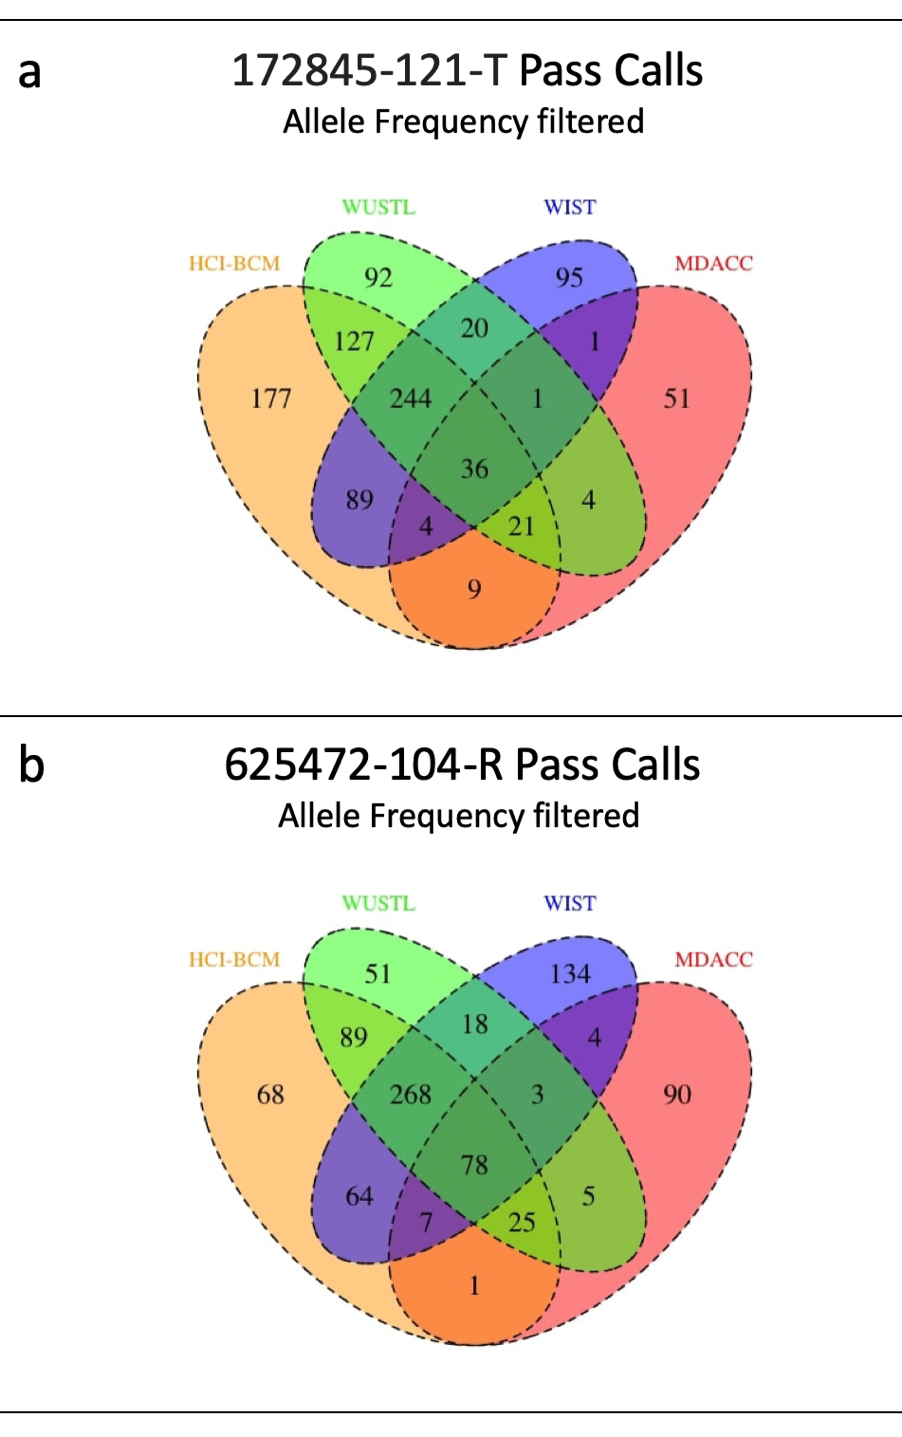 a
172845-121-T Pass Calls
Allele Frequency filtered
WUSTL
WIST
HCI-BCM
MDACC
92
95
20
127
1
177
244
1
51
36
89
4
4
21
9
b
625472-104-R Pass Calls
Allele Frequency filtered
WUSTL
WIST
HCI-BCM
MDACC
51
134
18
89
4
68
268
3
90
78
64
5
7
25
1